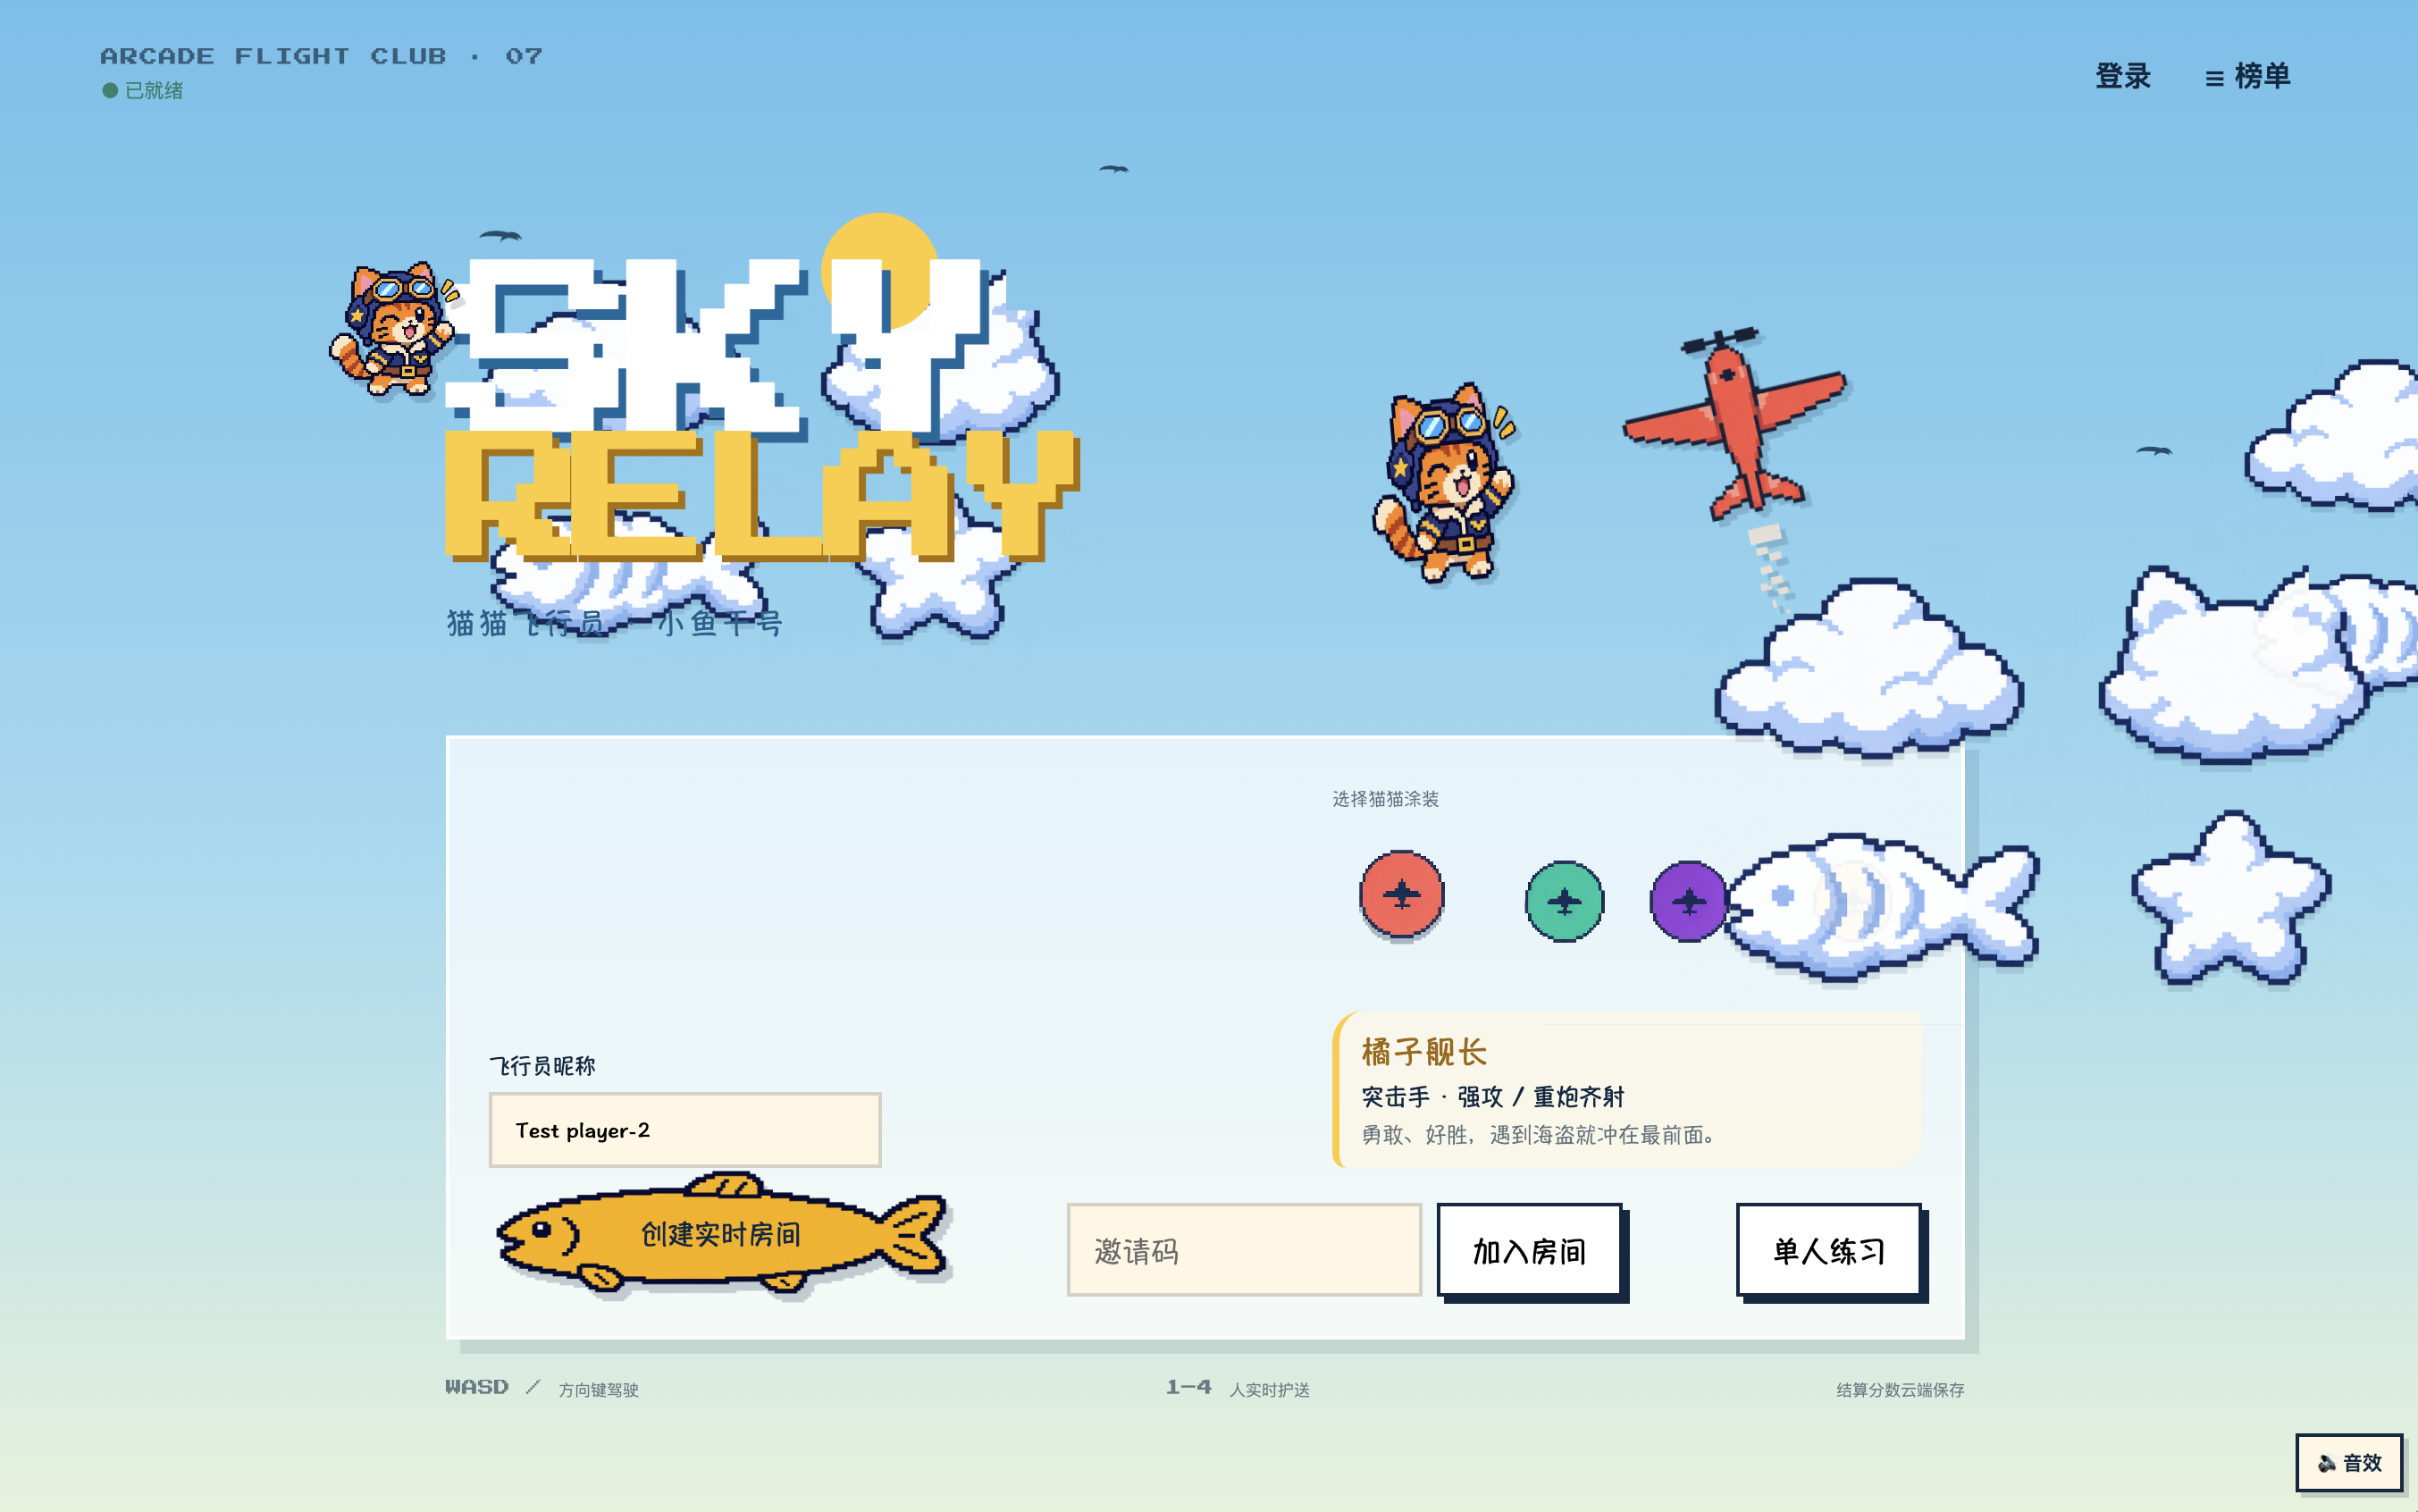 ARCADE FLIGHT CLUB · 07
已就绪
登录
≡ 榜单
SKY
RELAY
猫猫飞行员 · 小鱼干号
选择猫猫涂装
橘子舰长
突击手 · 强攻 / 重炮齐射
勇敢、好胜，遇到海盗就冲在最前面。
飞行员昵称
Test player-2
创建实时房间
邀请码
加入房间
单人练习
WASD / 方向键驾驶
1—4 人实时护送
结算分数云端保存
音效